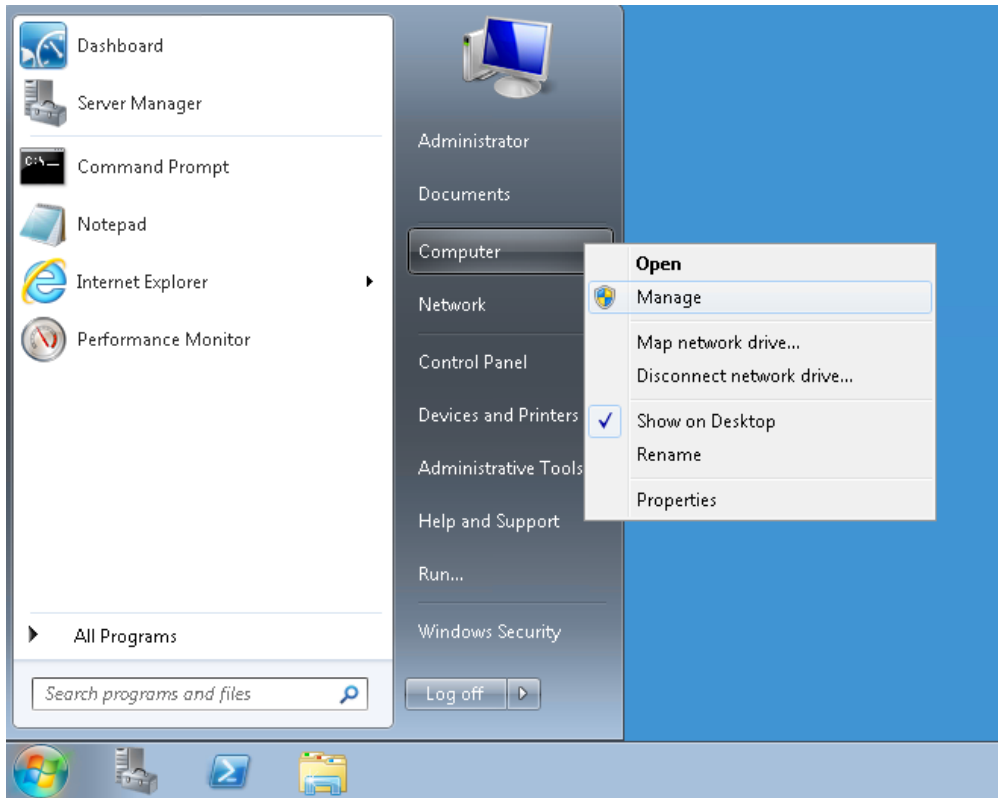 Dashboard
Server Manager
Command Prompt
Notepad
Internet Explorer
Performance Monitor
All Programs
Search programs and files
Administrator
Documents
Computer
Network
Control Panel
Devices and Printers
Administrative Tools
Help and Support
Run...
Windows Security
Log off
Open
Manage
Map network drive...
Disconnect network drive...
Show on Desktop
Rename
Properties